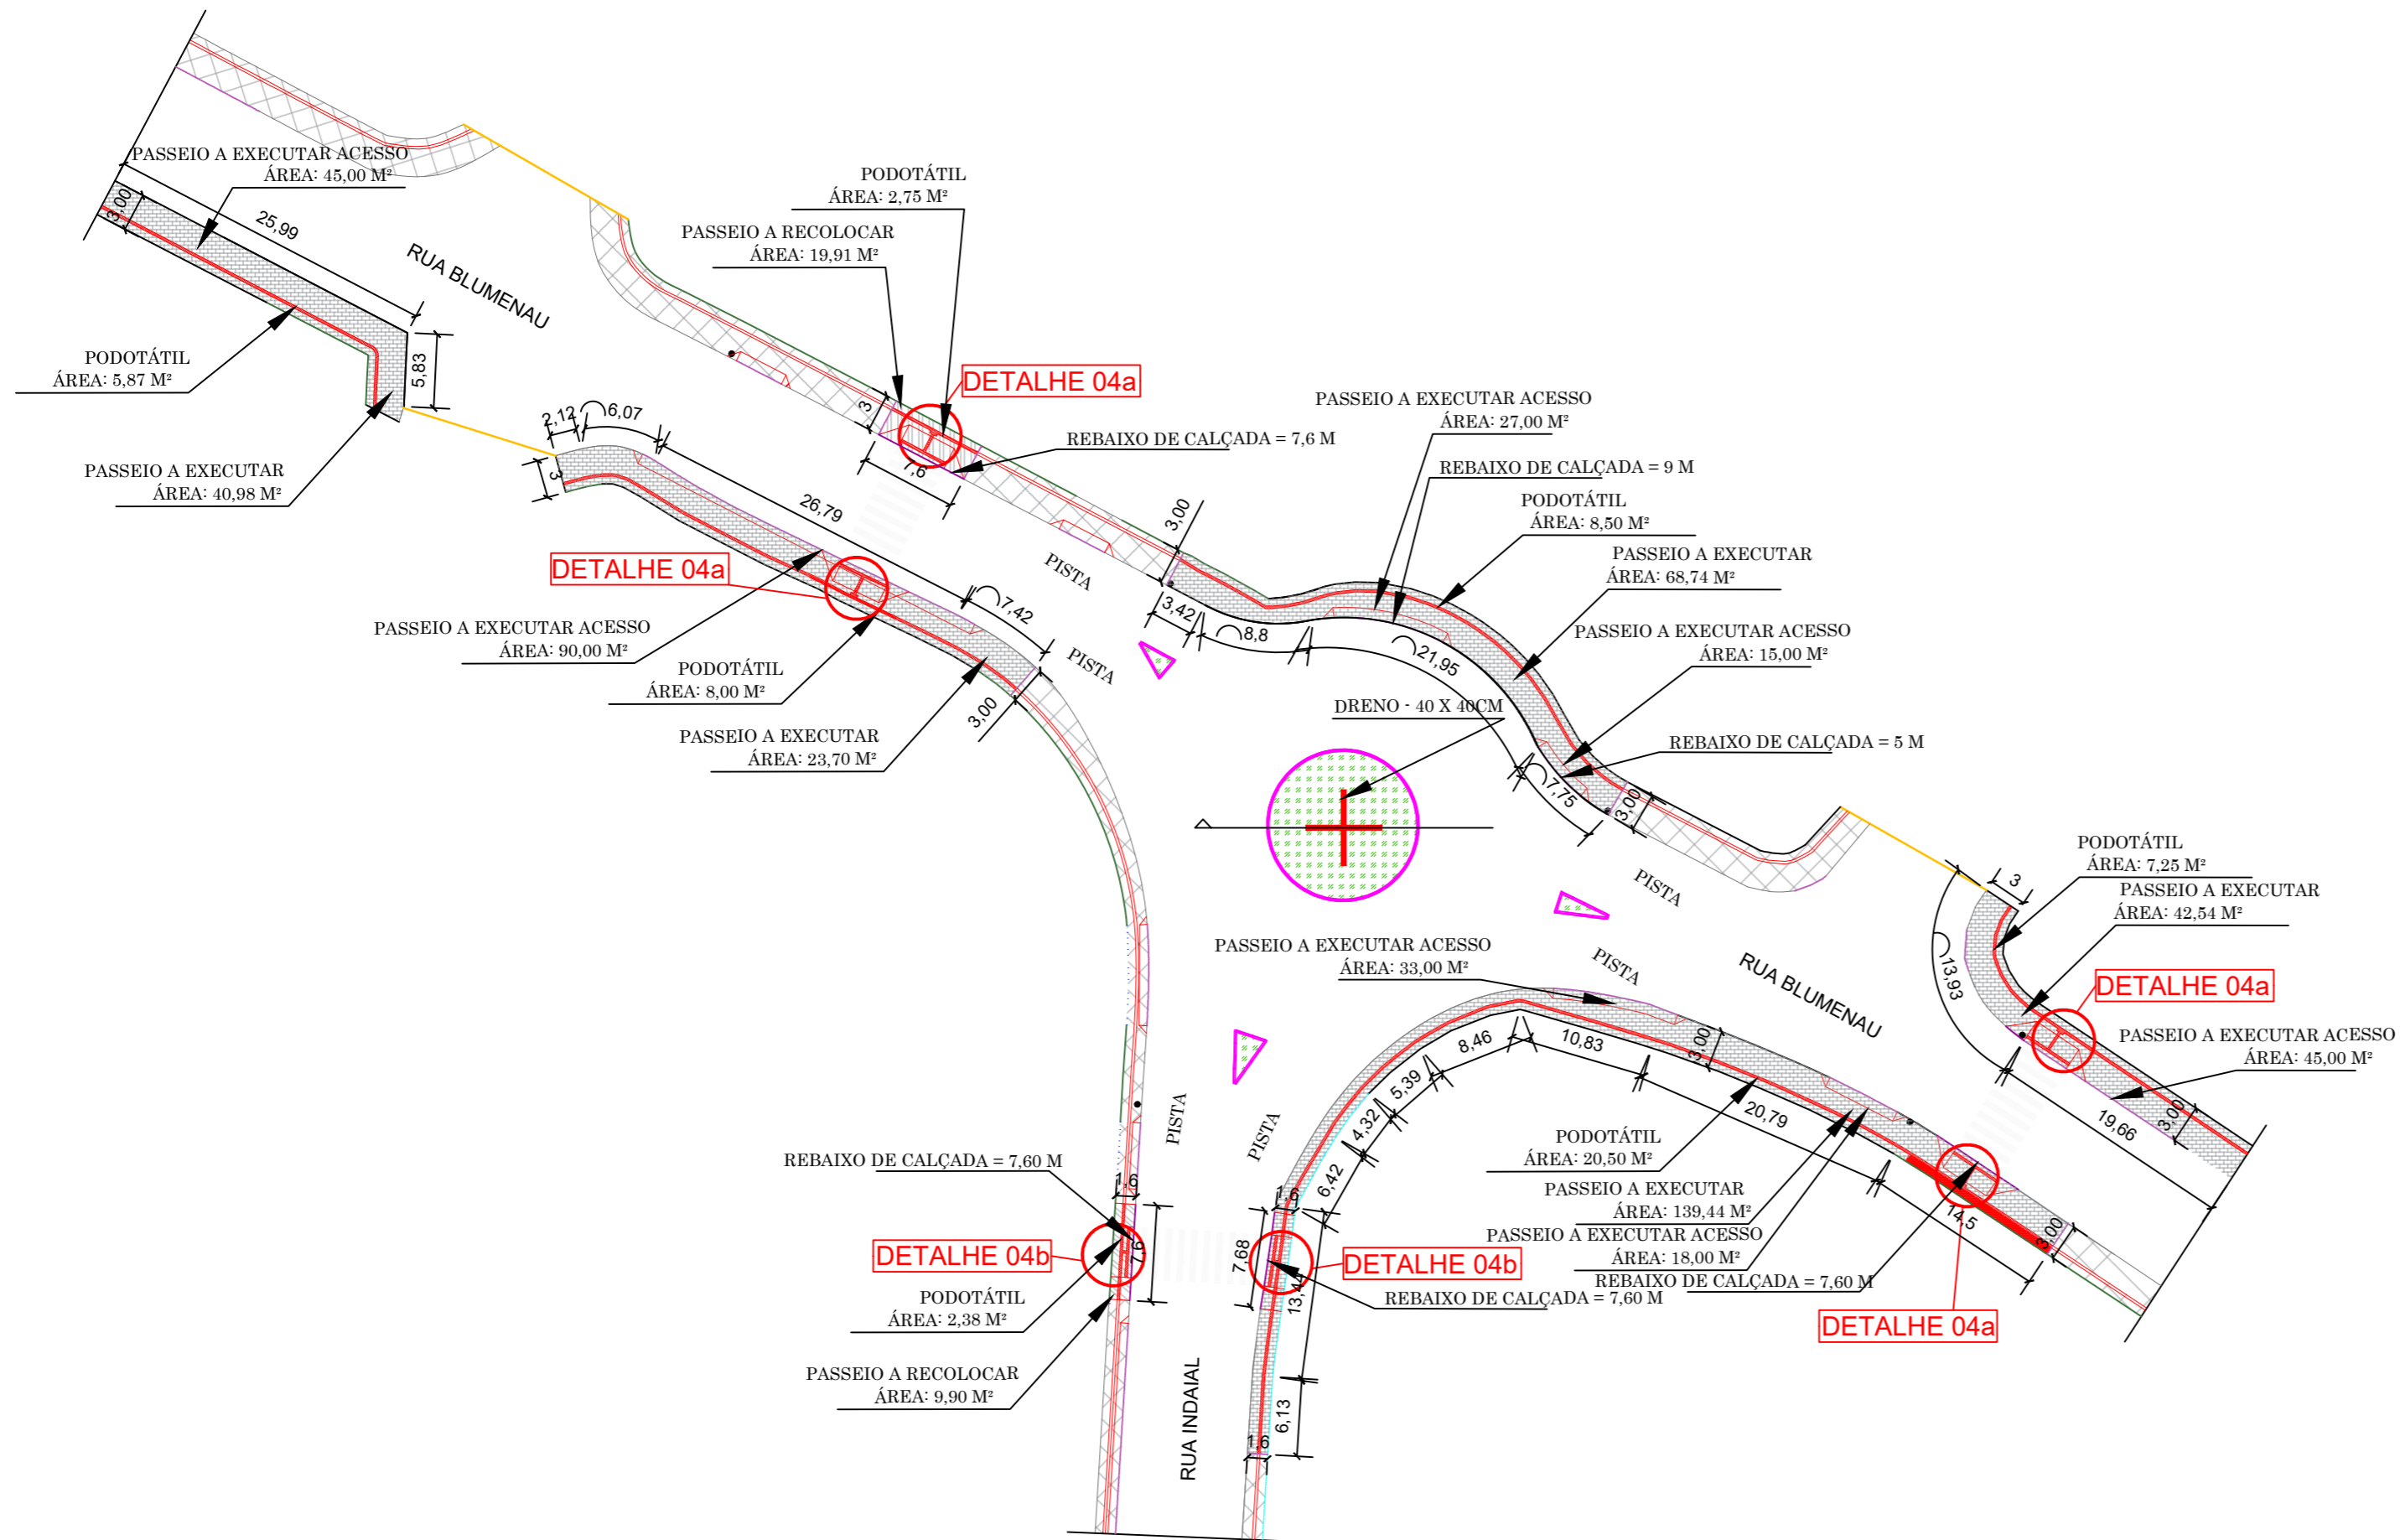 PASSEIO A EXECUTAR ACESSO
ÁREA: 45,00 M²
3,00
25,99
RUA BLUMENAU
5,83
PODOTÁTIL
ÁREA: 5,87 M²
PASSEIO A EXECUTAR
ÁREA: 40,98 M²
PODOTÁTIL
ÁREA: 2,75 M²
PASSEIO A RECOLOCAR
ÁREA: 19,91 M²
DETALHE 04a
3
7,6
REBAIXO DE CALÇADA = 7,6 M
2,12
6,07
3
26,79
DETALHE 04a
7,42
PASSEIO A EXECUTAR ACESSO
ÁREA: 90,00 M²
PODOTÁTIL
ÁREA: 8,00 M²
PASSEIO A EXECUTAR
ÁREA: 23,70 M²
3,00
PISTA
PISTA
3,00
3,42
8,8
21,95
PASSEIO A EXECUTAR ACESSO
ÁREA: 27,00 M²
REBAIXO DE CALÇADA = 9 M
PODOTÁTIL
ÁREA: 8,50 M²
PASSEIO A EXECUTAR
ÁREA: 68,74 M²
PASSEIO A EXECUTAR ACESSO
ÁREA: 15,00 M²
DRENO - 40 X 40CM
REBAIXO DE CALÇADA = 5 M
7,75
3,00
PISTA
PODOTÁTIL
ÁREA: 7,25 M²
3
PASSEIO A EXECUTAR
ÁREA: 42,54 M²
13,93
DETALHE 04a
PASSEIO A EXECUTAR ACESSO
ÁREA: 45,00 M²
19,66
3,00
PASSEIO A EXECUTAR ACESSO
ÁREA: 33,00 M²
PISTA
RUA BLUMENAU
8,46
10,83
3,00
5,39
4,32
6,42
20,79
PODOTÁTIL
ÁREA: 20,50 M²
PASSEIO A EXECUTAR
ÁREA: 139,44 M²
PASSEIO A EXECUTAR ACESSO
ÁREA: 18,00 M²
REBAIXO DE CALÇADA = 7,60 M
14,5
3,00
DETALHE 04a
PISTA
PISTA
REBAIXO DE CALÇADA = 7,60 M
1,6
7,6
DETALHE 04b
PODOTÁTIL
ÁREA: 2,38 M²
PASSEIO A RECOLOCAR
ÁREA: 9,90 M²
1,6
7,68
DETALHE 04b
13,44
REBAIXO DE CALÇADA = 7,60 M
RUA INDAIAL
6,13
1,6